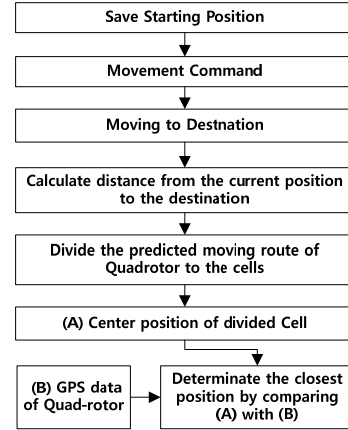 Save Starting Position
Movement Command
Moving to Destnation
Calculate distance from the current position
to the destination
Divide the predicted moving route of
Quadrotor to the cells
(A) Center position of divided Cell
(B) GPS data
of Quad-rotor
Determinate the closest
position by comparing
(A) with (B)